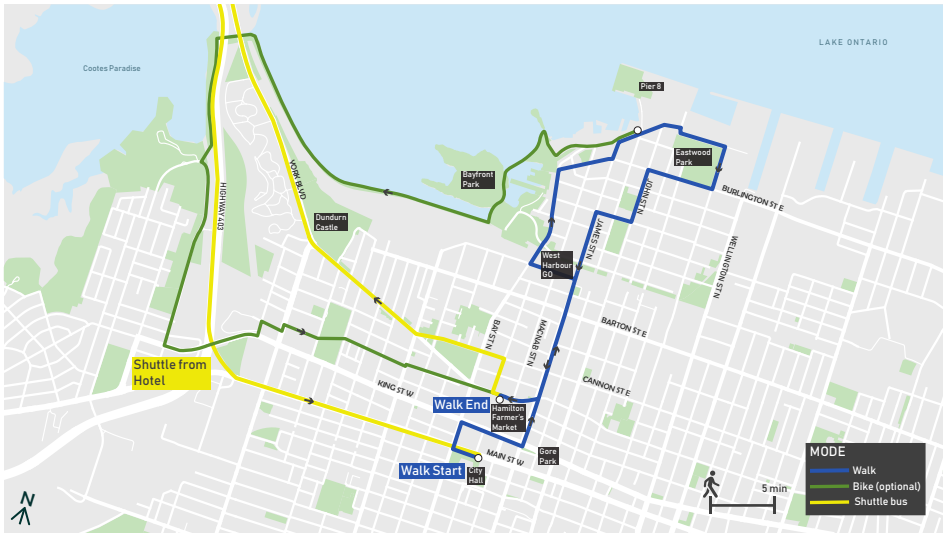 LAKE ONTARIO
Cootes Paradise
Pier 8
Eastwood
Park
Bayfront
Park
BURLINGTON ST E
JOHN ST N
HIGHWAY 403
YORK BLVD
Dundurn
Castle
JAMES ST N
WELLINGTON ST N
West
Harbour
GO
BAY ST N
MACNAB ST N
BARTON ST E
Shuttle from
Hotel
KING ST W
CANNON ST E
Walk End
Hamilton
Farmer's
Market
Walk Start
City
Hall
MAIN ST W
Gore
Park
MODE
Walk
Bike (optional)
Shuttle bus
5 min
N